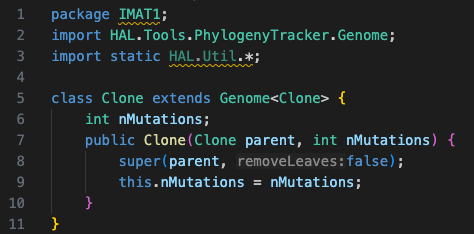 1 package IMAT1;
2 import HAL.Tools.PhylogenyTracker.Genome;
3 import static HAL.Util.*;
4
5 class Clone extends Genome<Clone> {
6     int nMutations;
7     public Clone(Clone parent, int nMutations) {
8         super(parent, removeLeaves:false);
9         this.nMutations = nMutations;
10     }
11 }